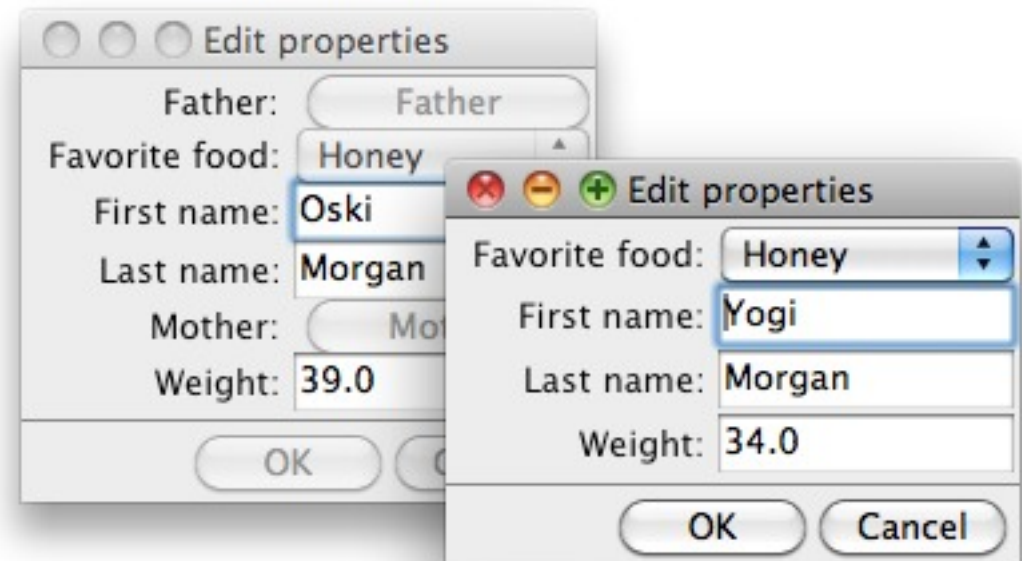 Edit properties
Father: Father
Favorite food: Honey
First name: Oski
Last name: Morgan
Mother:
Weight: 39.0
OK
Edit properties
Favorite food: Honey
First name: Yogi
Last name: Morgan
Weight: 34.0
OK Cancel